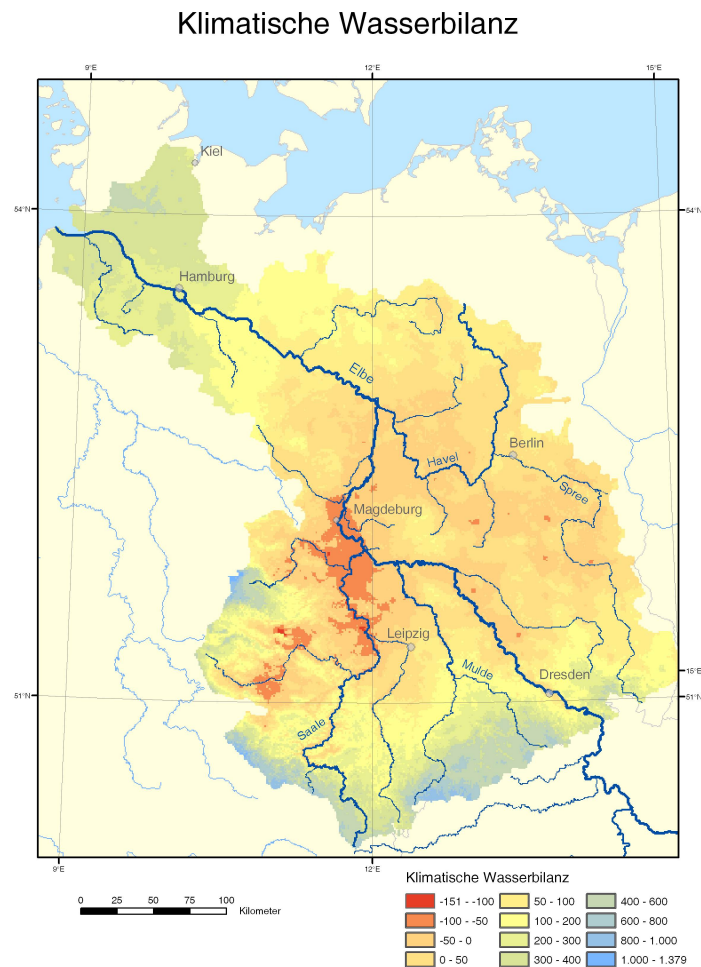 Klimatische Wasserbilanz
9°E
12°E
15°E
Kiel
54°N
54°N
Hamburg
Elbe
Berlin
Havel
Spree
Magdeburg
Leipzig
Mulde
Dresden
15°E
51°N
51°N
Saale
9°E
12°E
Klimatische Wasserbilanz
0 25 50 75 100
Kilometer
-151 - -100
50 - 100
400 - 600
-100 - -50
100 - 200
600 - 800
-50 - 0
200 - 300
800 - 1.000
0 - 50
300 - 400
1.000 - 1.379